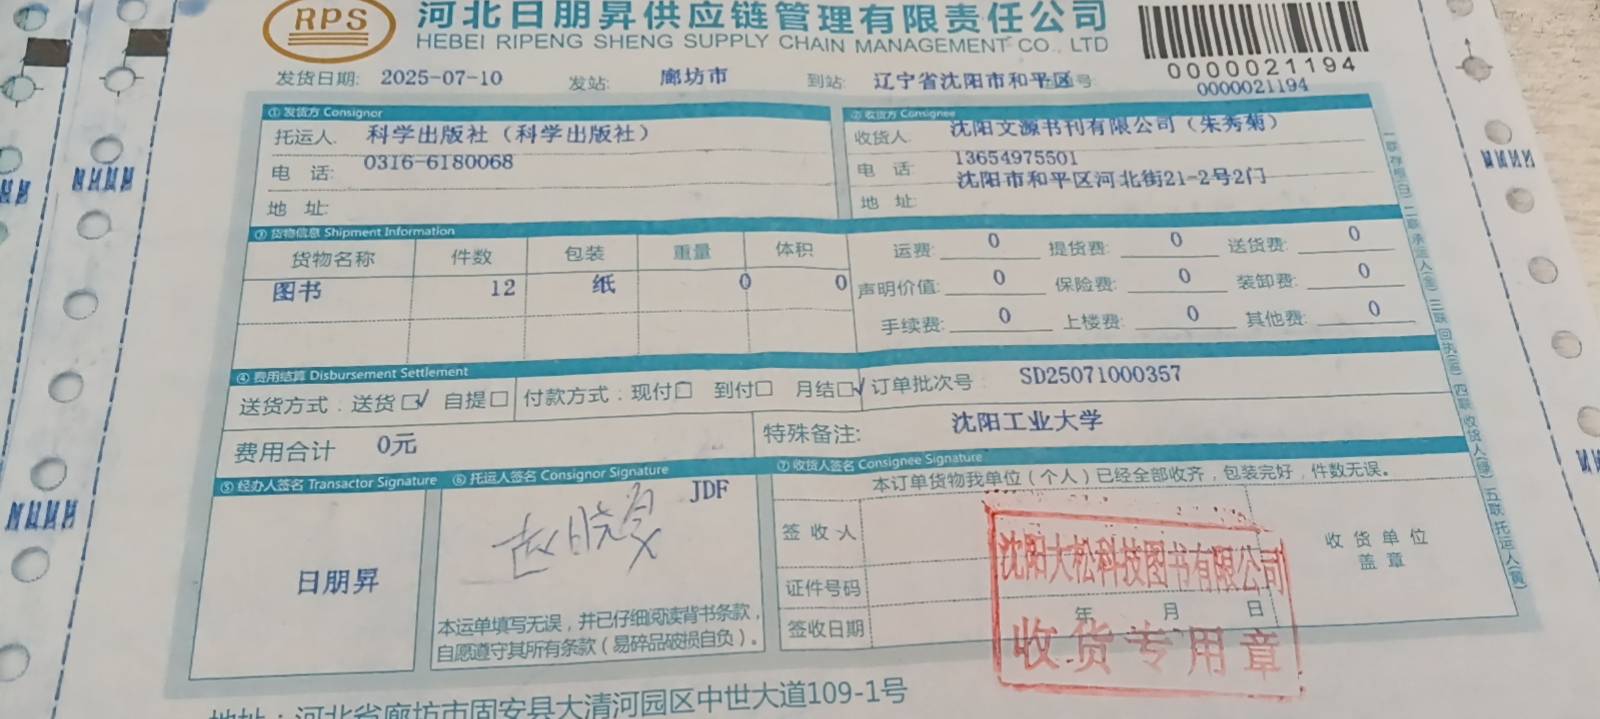 RPS
河北日朋昇供应链管理有限责任公司
HEBEI RIPENG SHENG SUPPLY CHAIN MANAGEMENT CO., LTD
0000021194
发货日期: 2025-07-10 发站: 廊坊市 到站: 辽宁省沈阳市和平区 号: 0000021194
① 发货方 Consignor
② 收货方 Consignee
托运人. 科学出版社（科学出版社）
收货人 沈阳文源书刊有限公司（朱秀菊）
电 话: 0316-6180068
电 话: 13654975501
地 址:
地 址: 沈阳市和平区河北街21-2号2门
③ 货物信息 Shipment Information
货物名称 件数 包装 重量 体积
图书 12 纸 0 0
运费: 0 提货费: 0 送货费: 0
声明价值: 0 保险费: 0 装卸费: 0
手续费: 0 上楼费: 0 其他费: 0
④ 费用结算 Disbursement Settlement
送货方式: 送货☑ 自提☐ 付款方式: 现付☐ 到付☐ 月结☑ 订单批次号 SD25071000357
费用合计 0元 特殊备注: 沈阳工业大学
⑤ 经办人签名 Transactor Signature
⑥ 托运人签名 Consignor Signature
⑦ 收货人签名 Consignee Signature
日朋昇
JDF
本运单填写无误，并已仔细阅读背书条款，
自愿遵守其所有条款（易碎品破损自负）。
本订单货物我单位（个人）已经全部收齐，包装完好，件数无误。
签 收 人
证件号码
签收日期 年 月 日
收 货 单 位
盖 章
沈阳大松科技图书有限公司
收货专用章
地址：河北省廊坊市固安县大清河园区中世大道109-1号